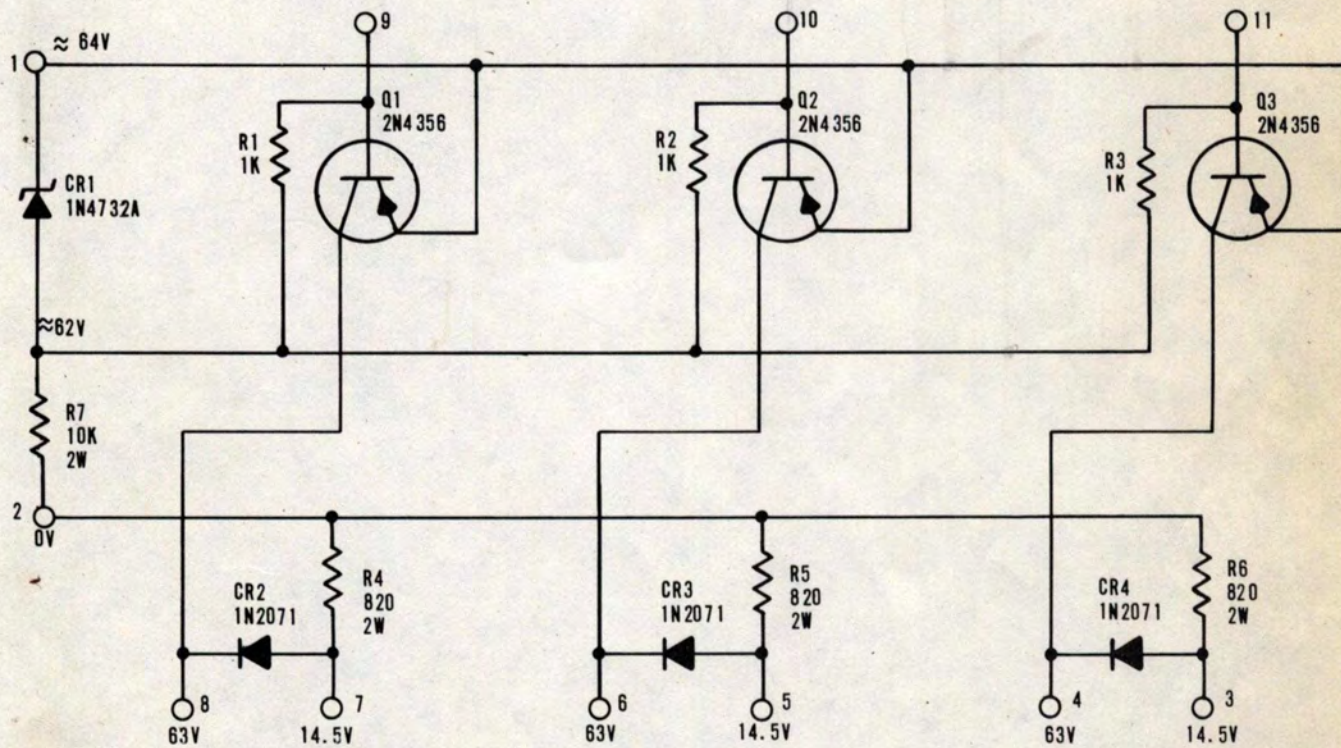 ≈ 64V
1
9
10
11
Q1
2N4356
Q2
2N4356
Q3
2N4356
R1
1K
R2
1K
R3
1K
CR1
1N4732A
≈62V
R7
10K
2W
2
0V
CR2
1N2071
R4
820
2W
CR3
1N2071
R5
820
2W
CR4
1N2071
R6
820
2W
8
7
6
5
4
3
63V
14.5V
63V
14.5V
63V
14.5V